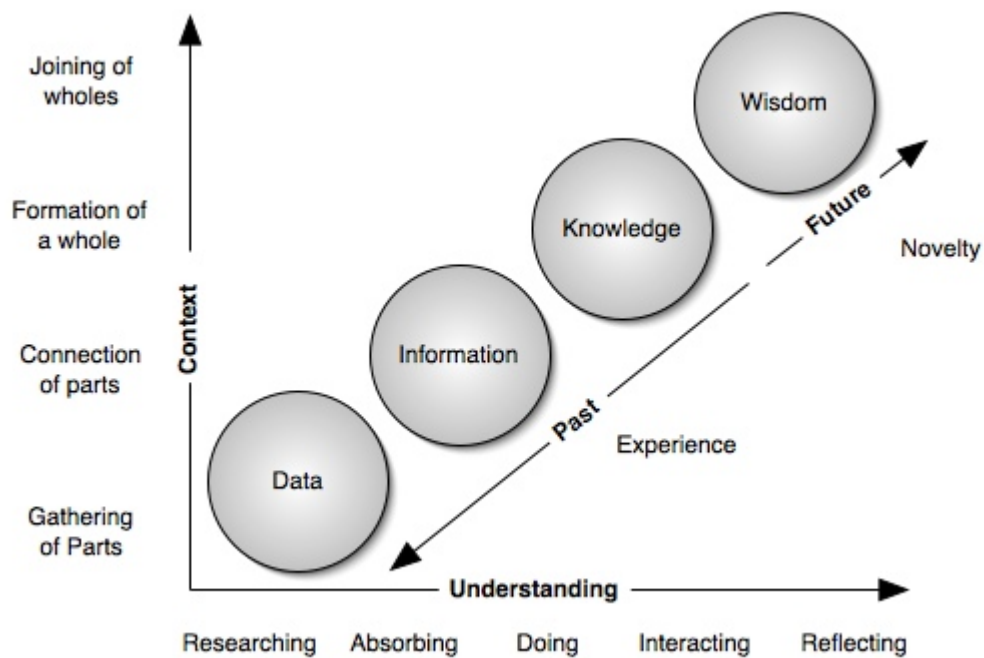 Joining of
wholes
Wisdom
Formation of
a whole
Knowledge
Future
Novelty
Context
Connection
of parts
Information
Past
Experience
Data
Gathering
of Parts
Understanding
Researching
Absorbing
Doing
Interacting
Reflecting